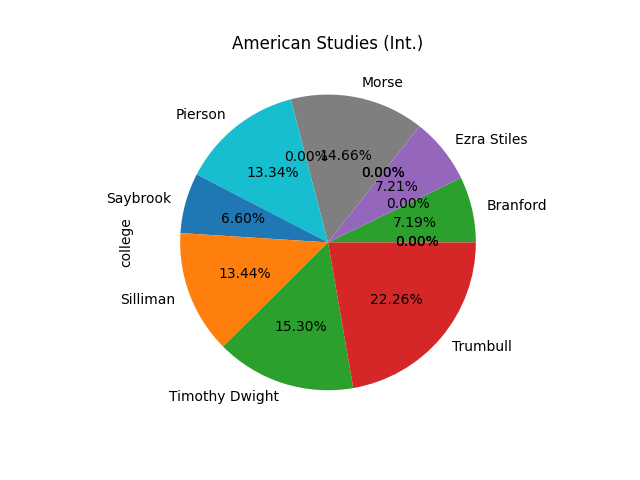 American Studies (Int.)
Morse
Pierson
Ezra Stiles
0.00%
14.66%
13.34%
0.00%
7.21%
Saybrook
0.00%
Branford
6.60%
7.19%
college
0.00%
13.44%
Silliman
22.26%
15.30%
Trumbull
Timothy Dwight